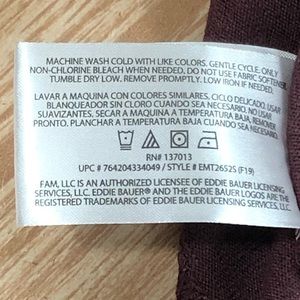 MACHINE WASH COLD WITH LIKE COLORS. GENTLE CYCLE. ONLY
NON-CHLORINE BLEACH WHEN NEEDED. DO NOT USE FABRIC SOFTENER.
TUMBLE DRY LOW. REMOVE PROMPTLY. LOW IRON IF NEEDED.
LAVAR A MAQUINA CON COLORES SIMILARES, CICLO DELICADO. USAR
BLANQUEADOR SIN CLORO CUANDO SEA NECESARIO. NO USAR
SUAVIZANTES. SECAR A MAQUINA A TEMPERATURA BAJA, REMOVER
PRONTO. PLANCHAR A TEMPERATURA BAJA CUANDO SEA NECESARIO.
RN# 137013
UPC # 764204334049 / STYLE # EMT2652S (F19)
FAM, LLC IS AN AUTHORIZED LICENSEE OF EDDIE BAUER LICENSING
SERVICES, LLC. EDDIE BAUER® AND THE EDDIE BAUER LOGOS ARE THE
REGISTERED TRADEMARKS OF EDDIE BAUER LICENSING SERVICES, LLC.